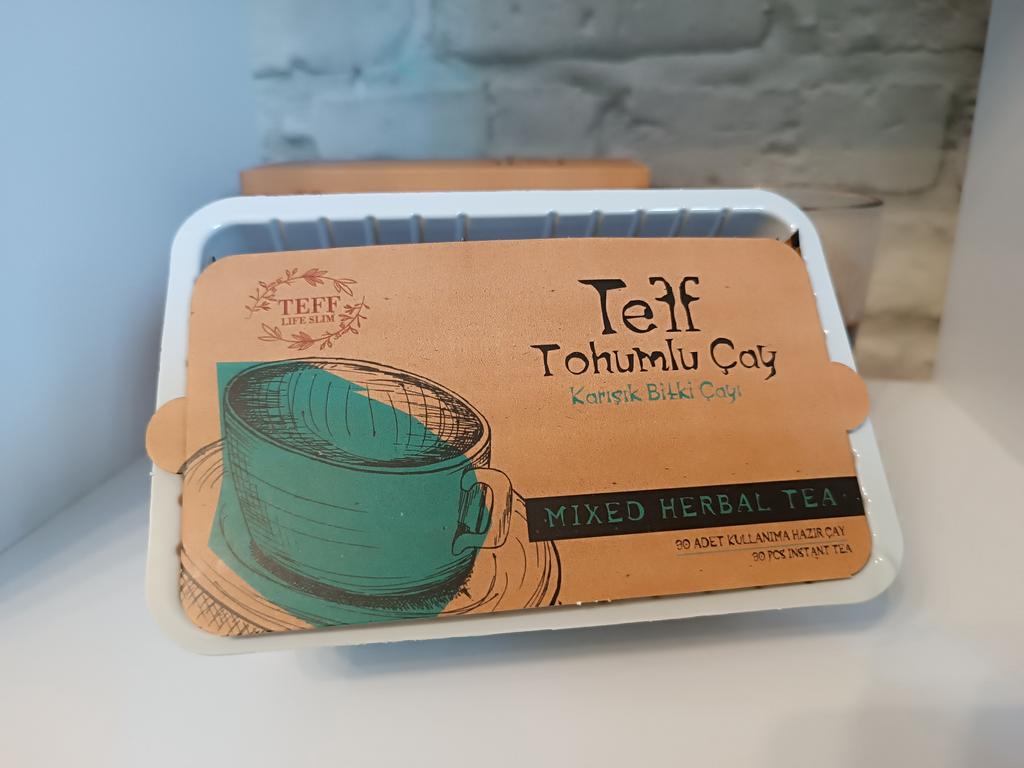 TEFF
LIFE SLIM
Teff
Tohumlu Çay
Karışık Bitki Çayı
MIXED HERBAL TEA
30 ADET KULLANIMA HAZIR ÇAY
30 PCS INSTANT TEA